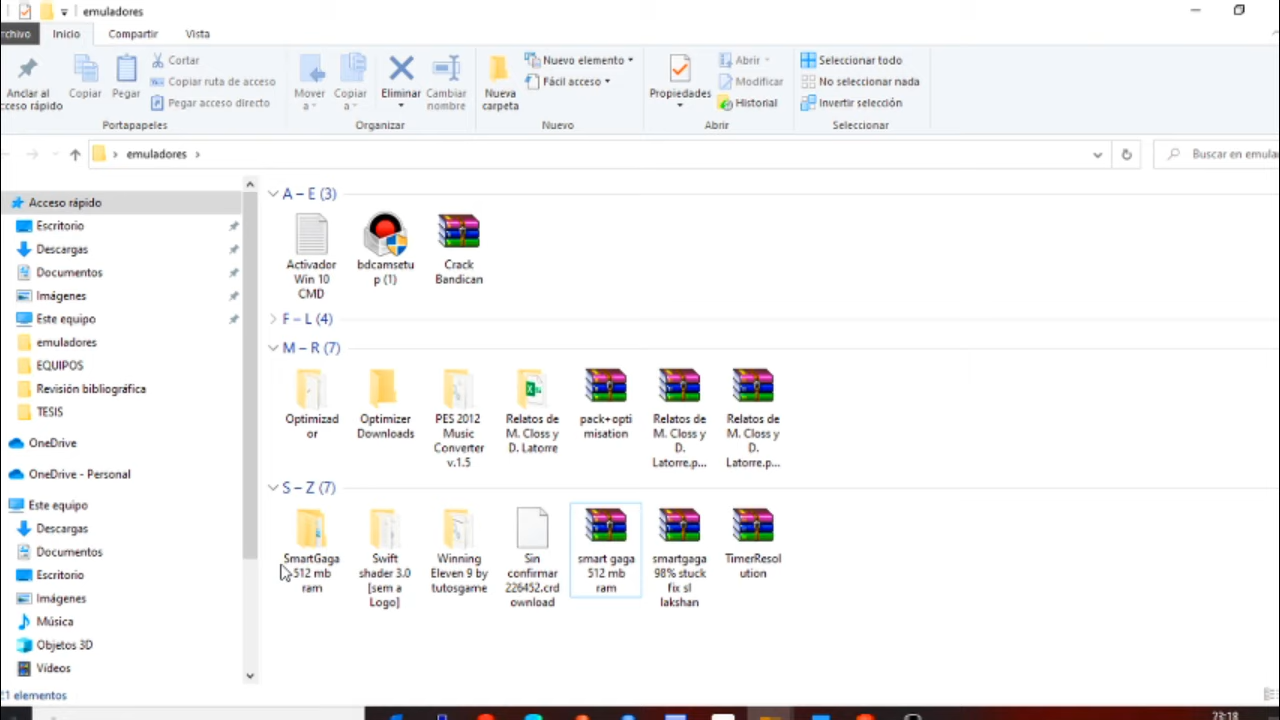 emuladores
rchivo Inicio Compartir Vista
Anclar al
cceso rápido
Copiar
Pegar
Cortar
Copiar ruta de acceso
Pegar acceso directo
Portapapeles
Mover
a
Copiar
a
Eliminar
Cambiar
nombre
Organizar
Nueva
carpeta
Nuevo elemento
Fácil acceso
Nuevo
Propiedades
Abrir
Modificar
Historial
Abrir
Seleccionar todo
No seleccionar nada
Invertir selección
Seleccionar
emuladores
Buscar en emula
Acceso rápido
Escritorio
Descargas
Documentos
Imágenes
Este equipo
emuladores
EQUIPOS
Revisión bibliográfica
TESIS
OneDrive
OneDrive - Personal
Este equipo
Descargas
Documentos
Escritorio
Imágenes
Música
Objetos 3D
Vídeos
A – E (3)
Activador
Win 10
CMD
bdcamsetu
p (1)
Crack
Bandican
F – L (4)
M – R (7)
Optimizad
or
Optimizer
Downloads
PES 2012
Music
Converter
v.1.5
Relatos de
M. Closs y
D. Latorre
pack+opti
misation
Relatos de
M. Closs y
D.
Latorre.p...
Relatos de
M. Closs y
D.
Latorre.p...
S – Z (7)
SmartGaga
512 mb
ram
Swift
shader 3.0
[sem a
Logo]
Winning
Eleven 9 by
tutosgame
Sin
confirmar
226452.crd
ownload
smart gaga
512 mb
ram
smartgaga
98% stuck
fix sl
lakshan
TimerResol
ution
21 elementos
23:18